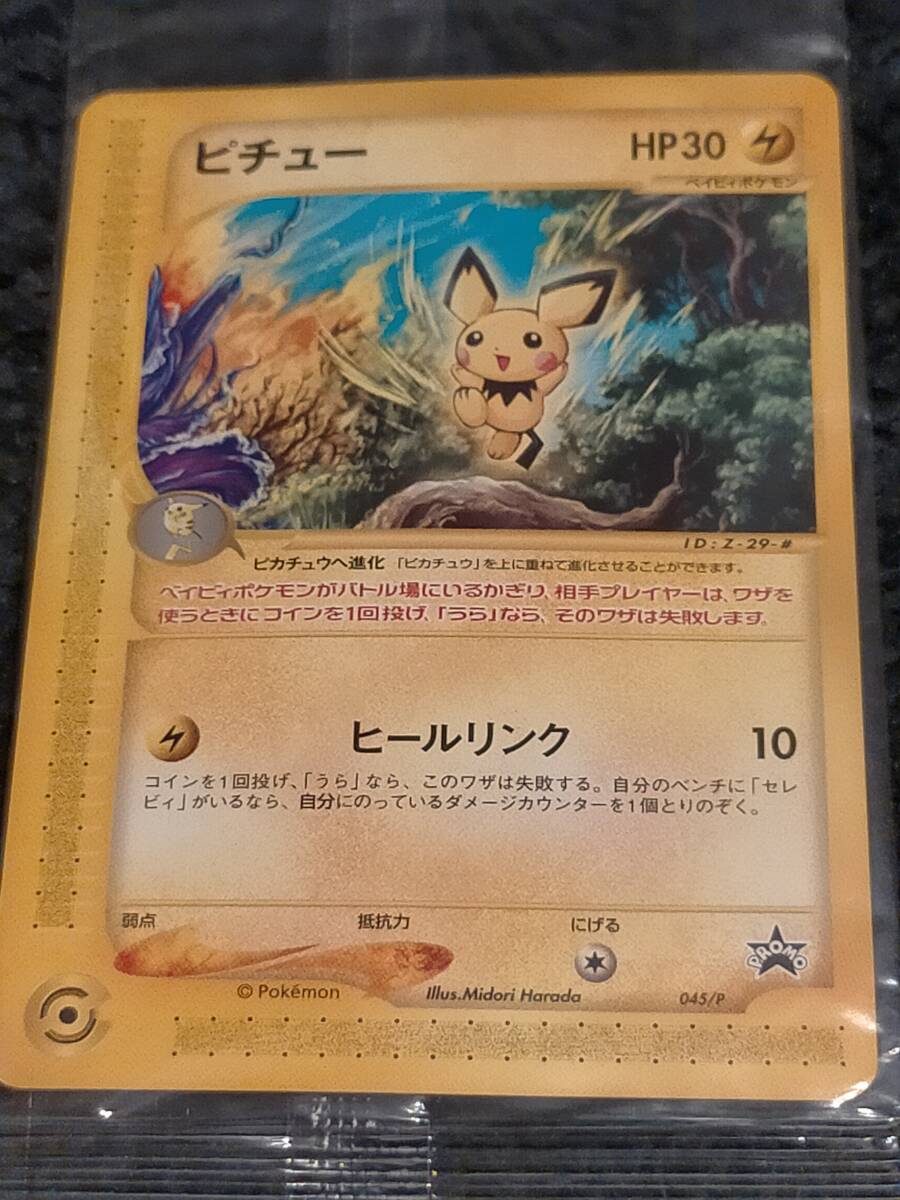 ピチュー HP30
ベイビィポケモン
ID:Z-29-#
ピカチュウへ進化 「ピカチュウ」を上に重ねて進化させることができます。
ベイビィポケモンがバトル場にいるかぎり、相手プレイヤーは、ワザを
使うときにコインを1回投げ、「うら」なら、そのワザは失敗します。
ヒールリンク 10
コインを1回投げ、「うら」なら、このワザは失敗する。自分のベンチに「セレ
ビィ」がいるなら、自分にのっているダメージカウンターを1個とりのぞく。
弱点 抵抗力 にげる
PROMO
© Pokémon Illus.Midori Harada 045/P